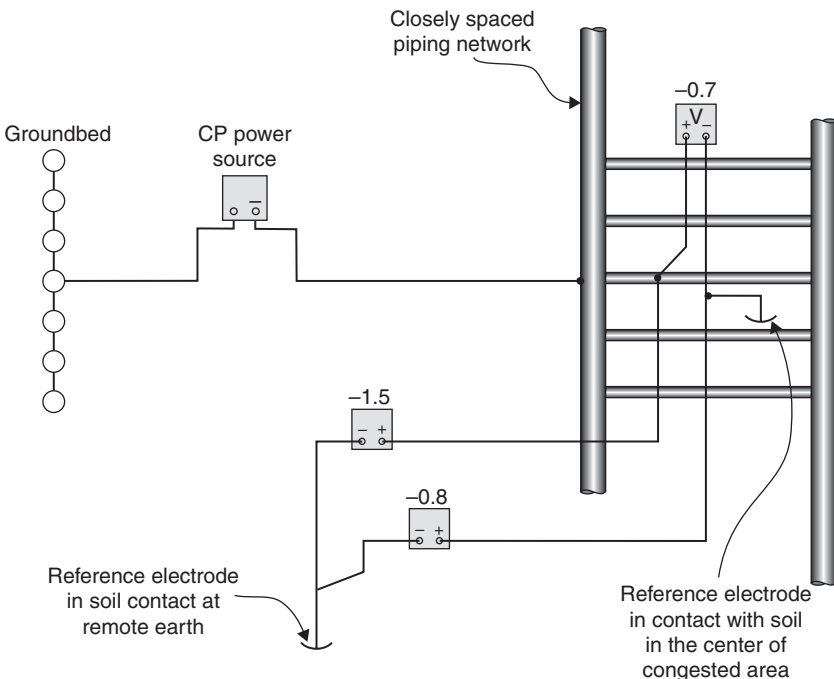 Closely spaced
piping network
–0.7
+ V –
Groundbed
CP power
source
–
–1.5
– +
–0.8
– +
Reference electrode
in soil contact at
remote earth
Reference electrode
in contact with soil
in the center of
congested area